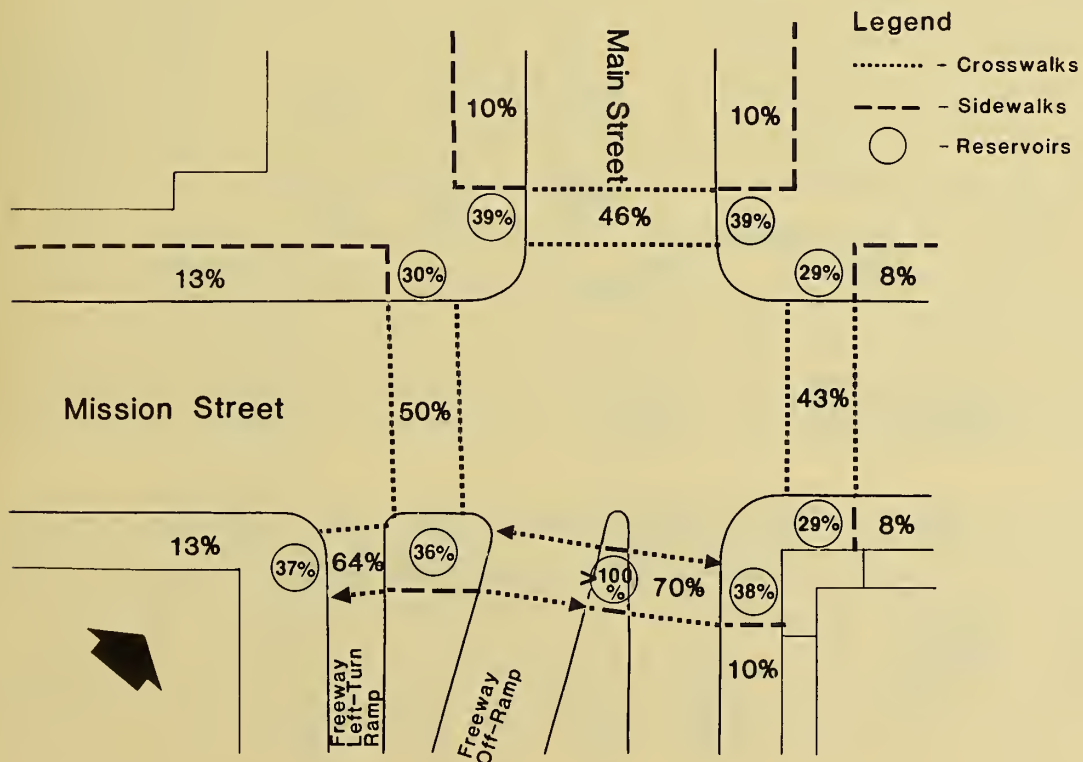 Legend
- Crosswalks
- Sidewalks
- Reservoirs
Main Street
10%
10%
39%
46%
39%
13%
30%
29%
8%
Mission Street
50%
43%
13%
37%
64%
36%
>100
%
70%
38%
29%
8%
10%
Freeway
Left-Turn
Ramp
Freeway
Off-Ramp